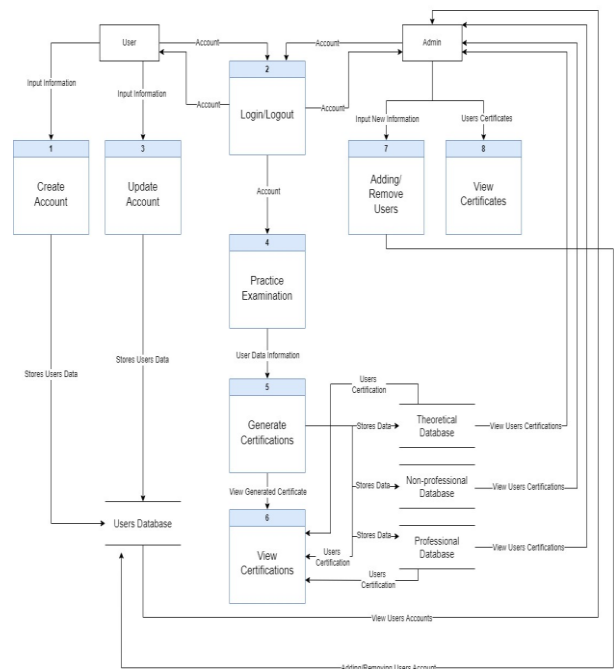 User
Account
Admin
Account
2
Login/Logout
Input Information
Input Information
Account
Account
Input New Information
Users Certificates
1
Create
Account
3
Update
Account
7
Adding/
Remove
Users
8
View
Certificates
Account
4
Practice
Examination
User Data Information
Stores Users Data
Stores Users Data
5
Generate
Certifications
Users
Certification
Stores Data
Theoretical
Database
View Users Certifications
Stores Data
Non-professional
Database
View Users Certifications
View Generated Certificate
6
View
Certifications
Users Database
Stores Data
Professional
Database
View Users Certifications
Users
Certification
Users
Certification
View Users Accounts
Adding/Removing Users Account